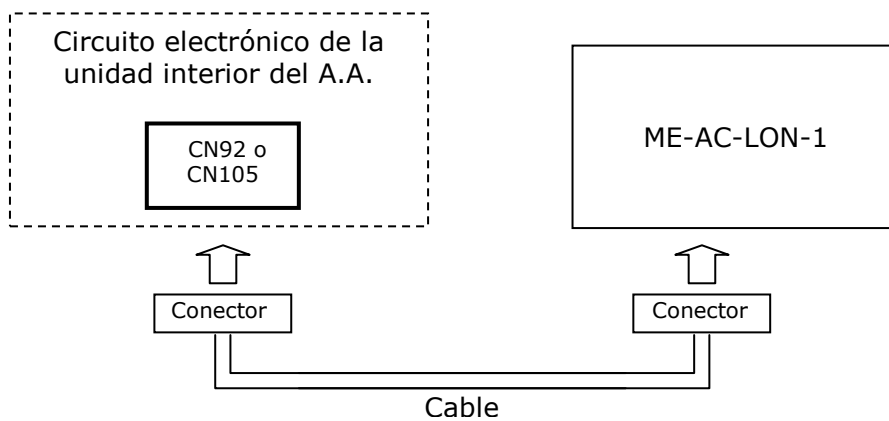 Circuito electrónico de la
unidad interior del A.A.
CN92 o
CN105
ME-AC-LON-1
Conector
Conector
Cable